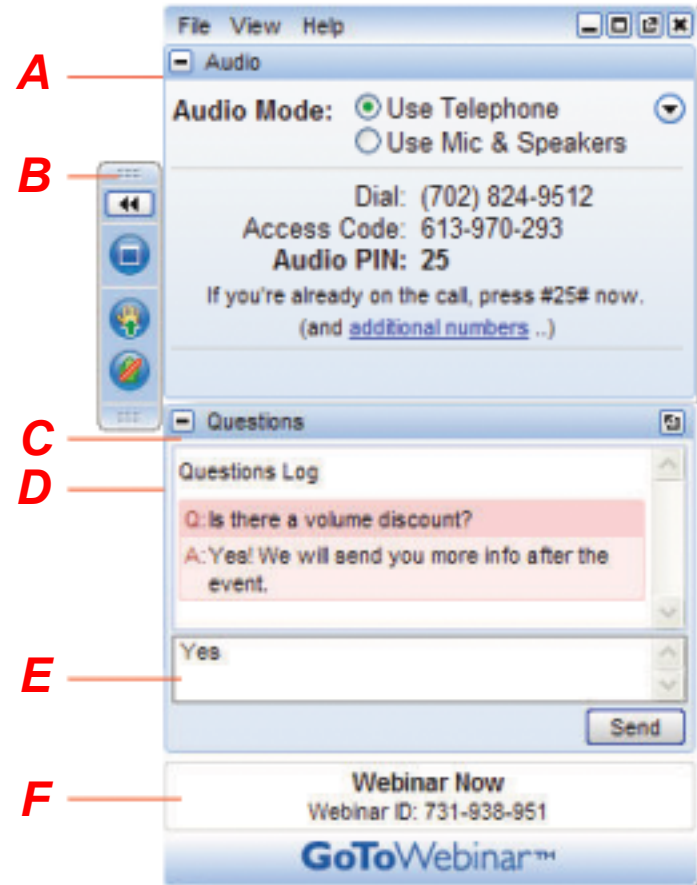 File View Help
A
Audio
Audio Mode: Use Telephone
Use Mic & Speakers
B
Dial: (702) 824-9512
Access Code: 613-970-293
Audio PIN: 25
If you're already on the call, press #25# now.
(and additional numbers ..)
C
Questions
D
Questions Log
Q: Is there a volume discount?
A: Yes! We will send you more info after the
event.
E
Yes
Send
F
Webinar Now
Webinar ID: 731-938-951
GoToWebinar™